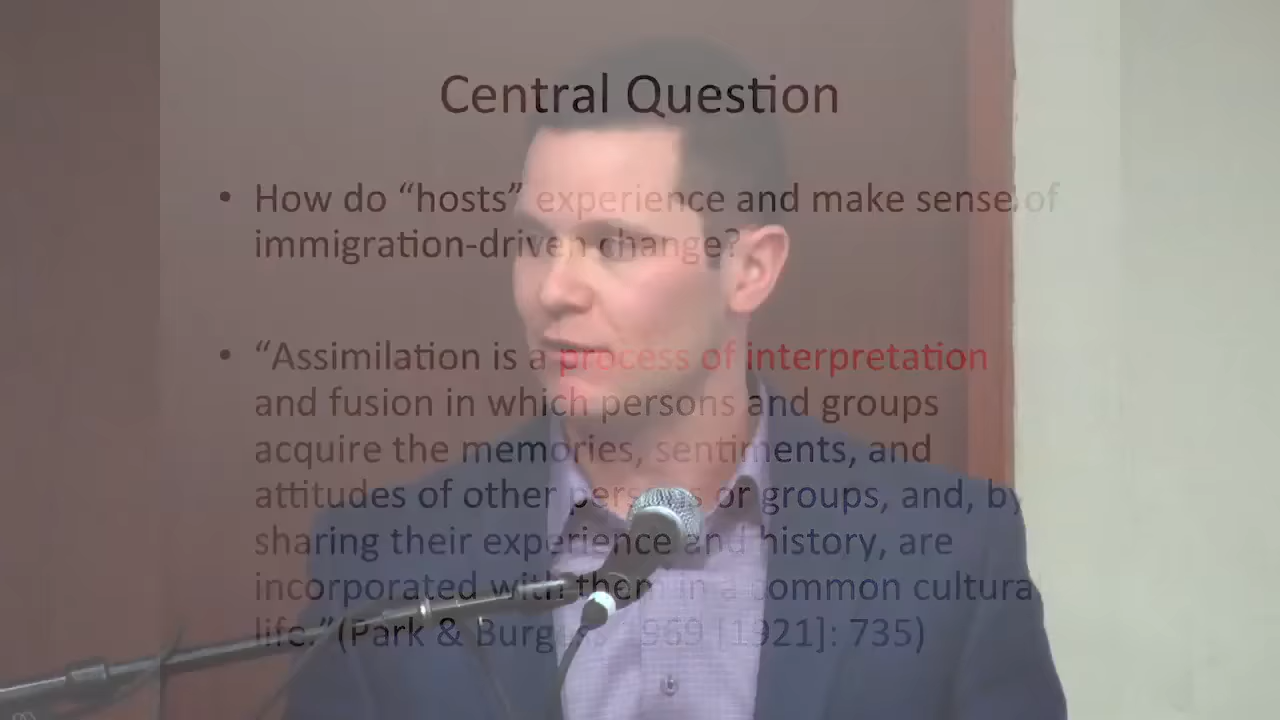 Central Question
• How do “hosts” experience and make sense of
immigration-driven change?
• “Assimilation is a process of interpretation
and fusion in which persons and groups
acquire the memories, sentiments, and
attitudes of other persons or groups, and, by
sharing their experience and history, are
incorporated with them in a common cultural
life.”(Park & Burgess 1969 [1921]: 735)